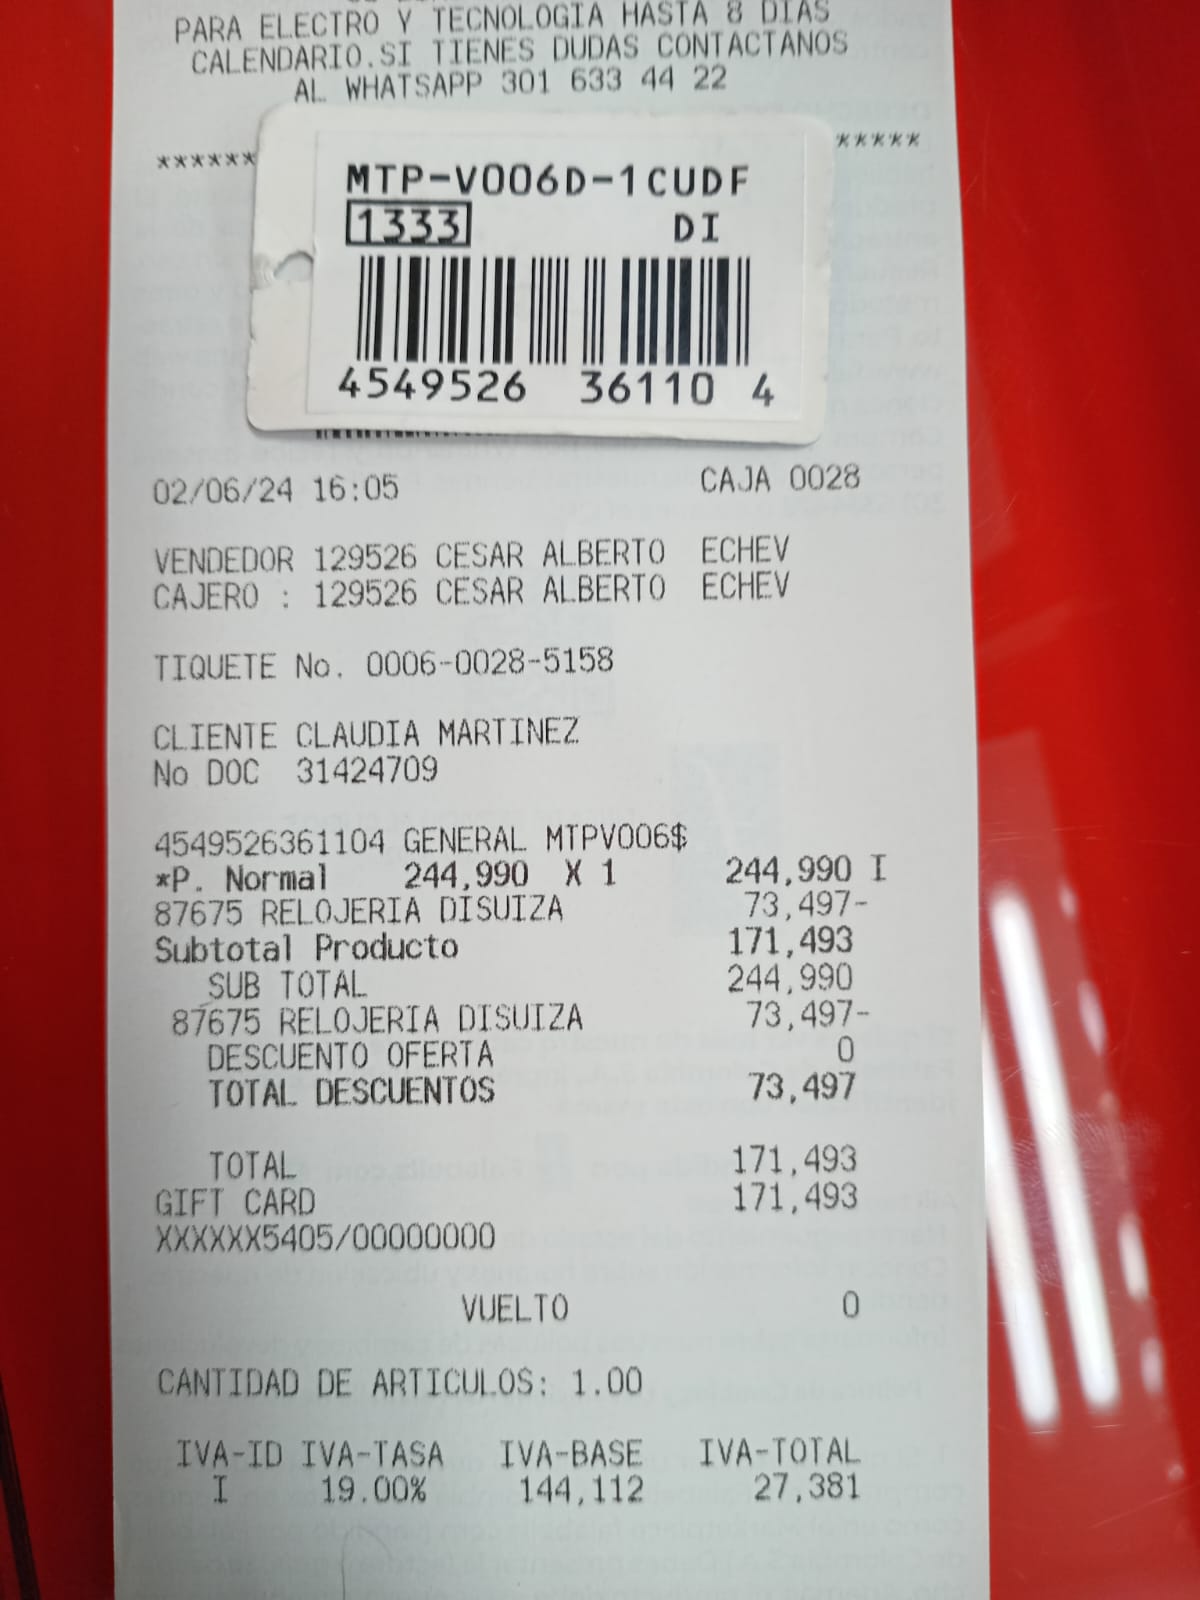 PARA ELECTRO Y TECNOLOGIA HASTA 8 DIAS
CALENDARIO.SI TIENES DUDAS CONTACTANOS
AL WHATSAPP 301 633 44 22
****** *****
MTP-V006D-1CUDF
1333 DI
4549526 36110 4
02/06/24 16:05 CAJA 0028
VENDEDOR 129526 CESAR ALBERTO ECHEV
CAJERO : 129526 CESAR ALBERTO ECHEV
TIQUETE No. 0006-0028-5158
CLIENTE CLAUDIA MARTINEZ
No DOC 31424709
4549526361104 GENERAL MTPV006$
*P. Normal 244,990 X 1 244,990 I
87675 RELOJERIA DISUIZA 73,497-
Subtotal Producto 171,493
SUB TOTAL 244,990
87675 RELOJERIA DISUIZA 73,497-
DESCUENTO OFERTA 0
TOTAL DESCUENTOS 73,497
TOTAL 171,493
GIFT CARD 171,493
XXXXXX5405/00000000
VUELTO 0
CANTIDAD DE ARTICULOS: 1.00
IVA-ID IVA-TASA IVA-BASE IVA-TOTAL
I 19.00% 144,112 27,381